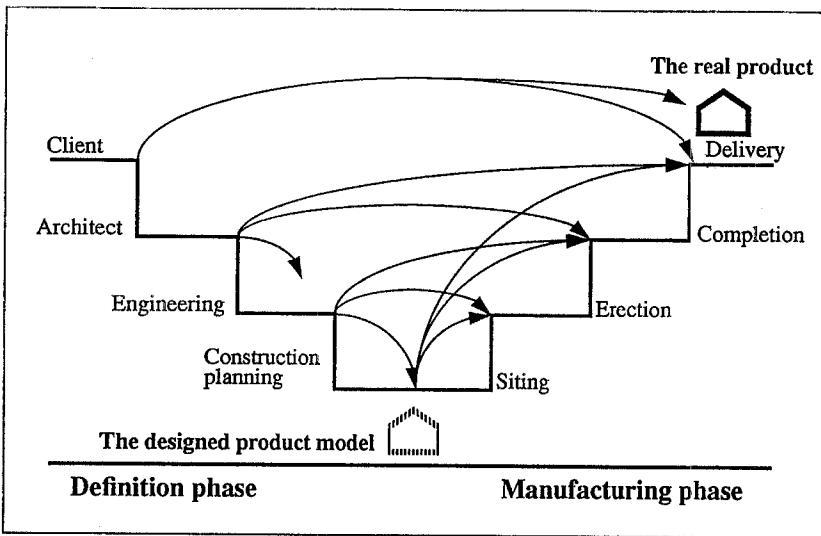 The real product
Client
Delivery
Architect
Completion
Engineering
Erection
Construction
planning
Siting
The designed product model
Definition phase
Manufacturing phase